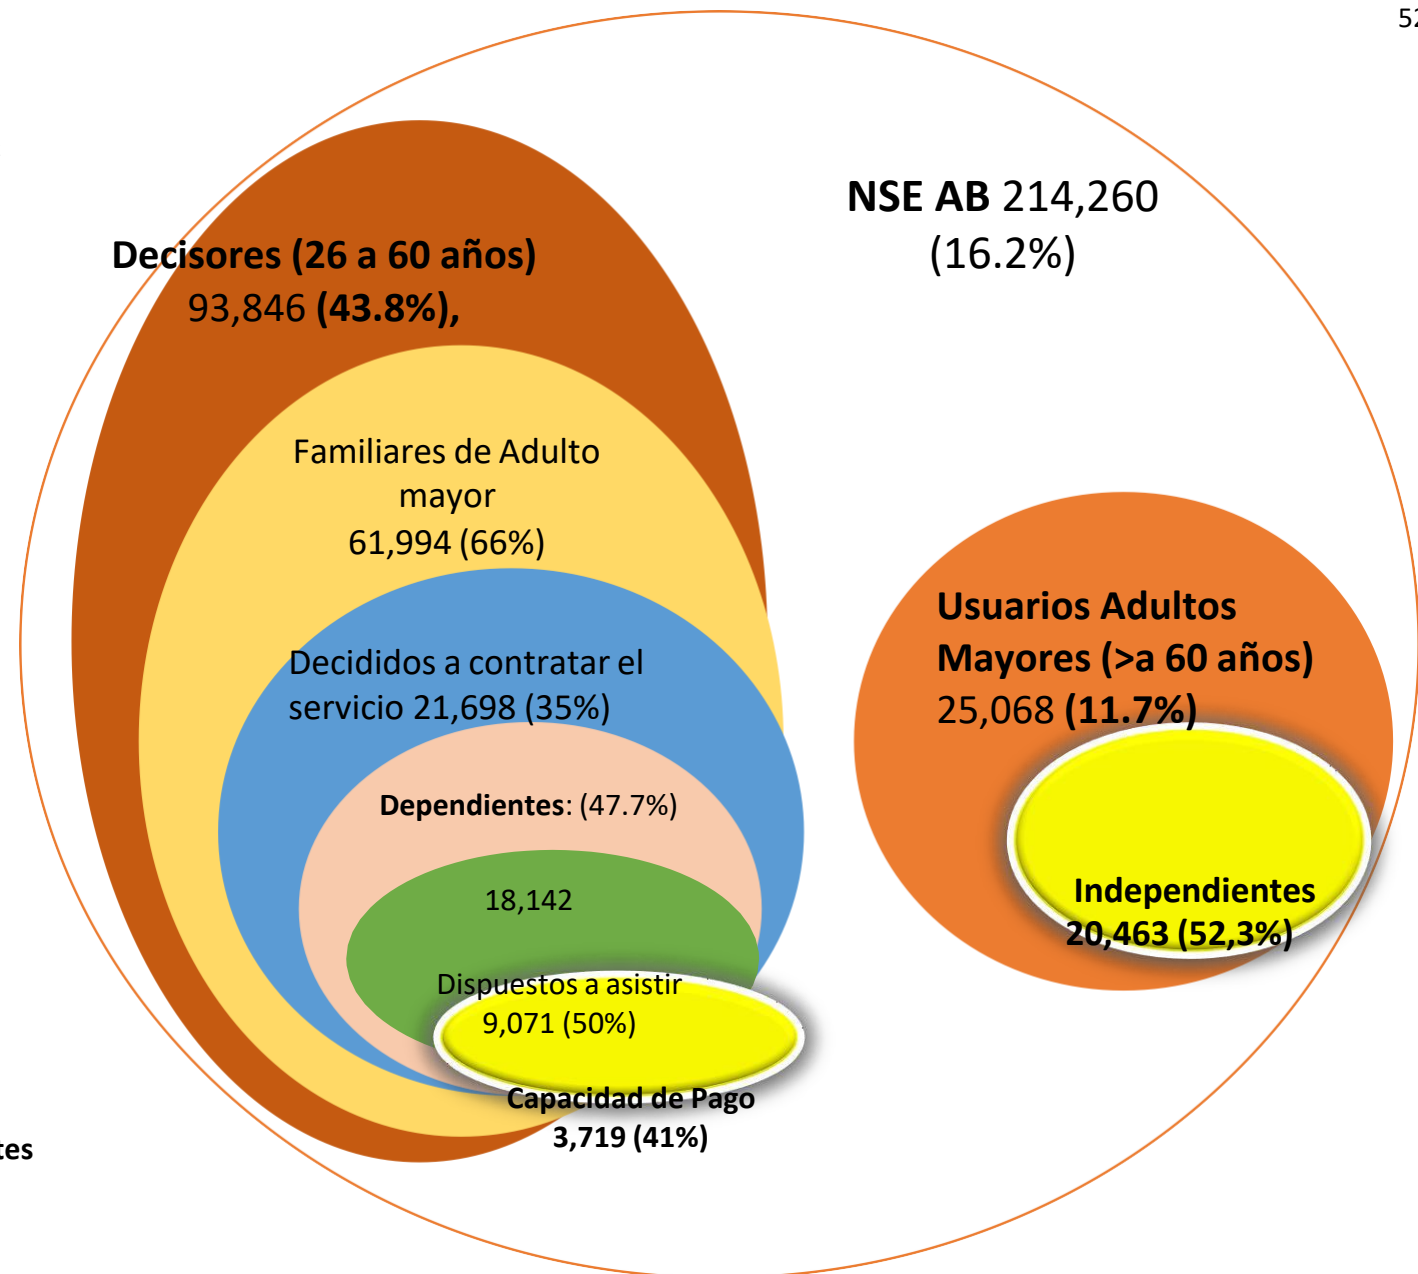 52
NSE AB 214,260
(16.2%)
Decisores (26 a 60 años)
93,846 (43.8%),
Familiares de Adulto
mayor
61,994 (66%)
Decididos a contratar el
servicio 21,698 (35%)
Dependientes: (47.7%)
18,142
Dispuestos a asistir
9,071 (50%)
Capacidad de Pago
3,719 (41%)
Usuarios Adultos
Mayores (>a 60 años)
25,068 (11.7%)
Independientes
20,463 (52,3%)
tes